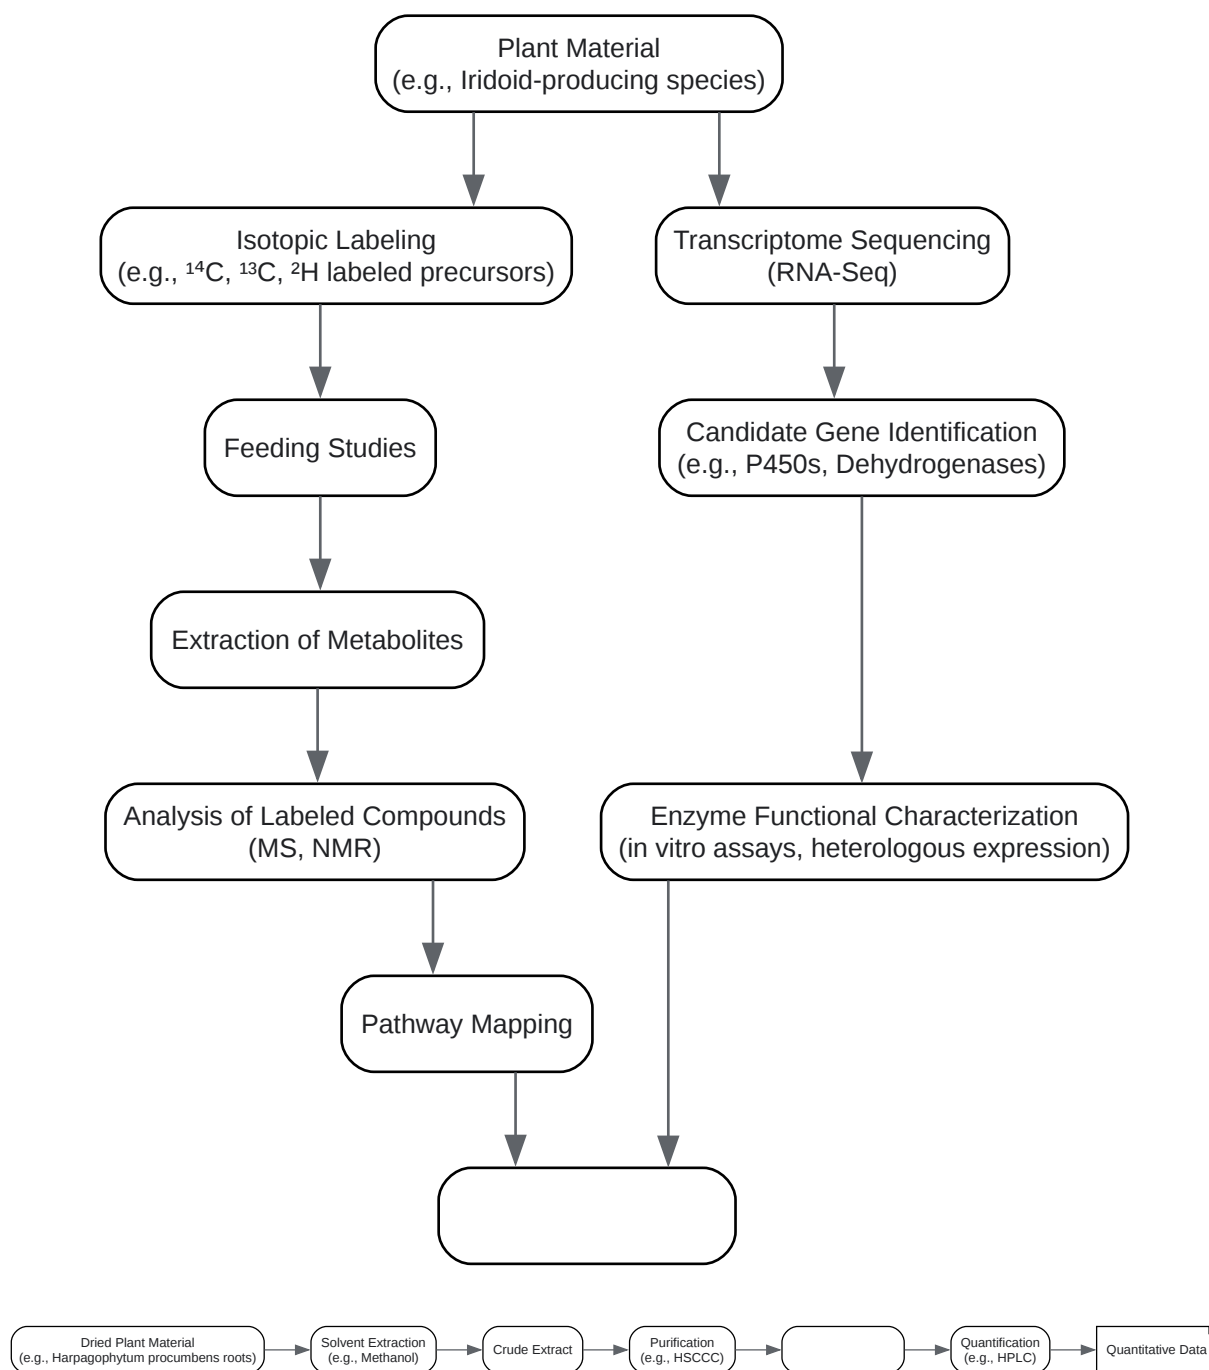 Plant Material
(e.g., Iridoid-producing species)
Isotopic Labeling
(e.g., ¹⁴C, ¹³C, ²H labeled precursors)
Transcriptome Sequencing
(RNA-Seq)
Feeding Studies
Candidate Gene Identification
(e.g., P450s, Dehydrogenases)
Extraction of Metabolites
Analysis of Labeled Compounds
(MS, NMR)
Enzyme Functional Characterization
(in vitro assays, heterologous expression)
Pathway Mapping
Dried Plant Material
(e.g., Harpagophytum procumbens roots)
Solvent Extraction
(e.g., Methanol)
Crude Extract
Purification
(e.g., HSCCC)
Quantification
(e.g., HPLC)
Quantitative Data